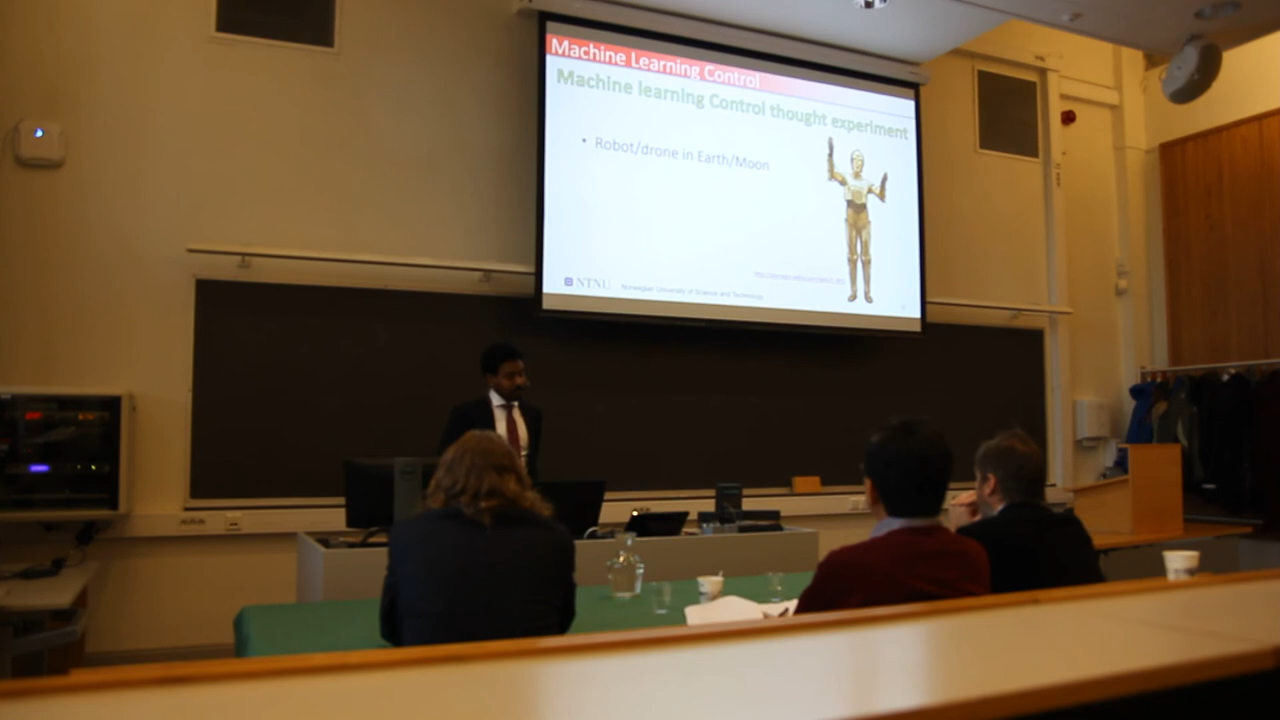 Machine Learning Control
Machine learning Control thought experiment
• Robot/drone in Earth/Moon
NTNU
Norwegian University of Science and Technology